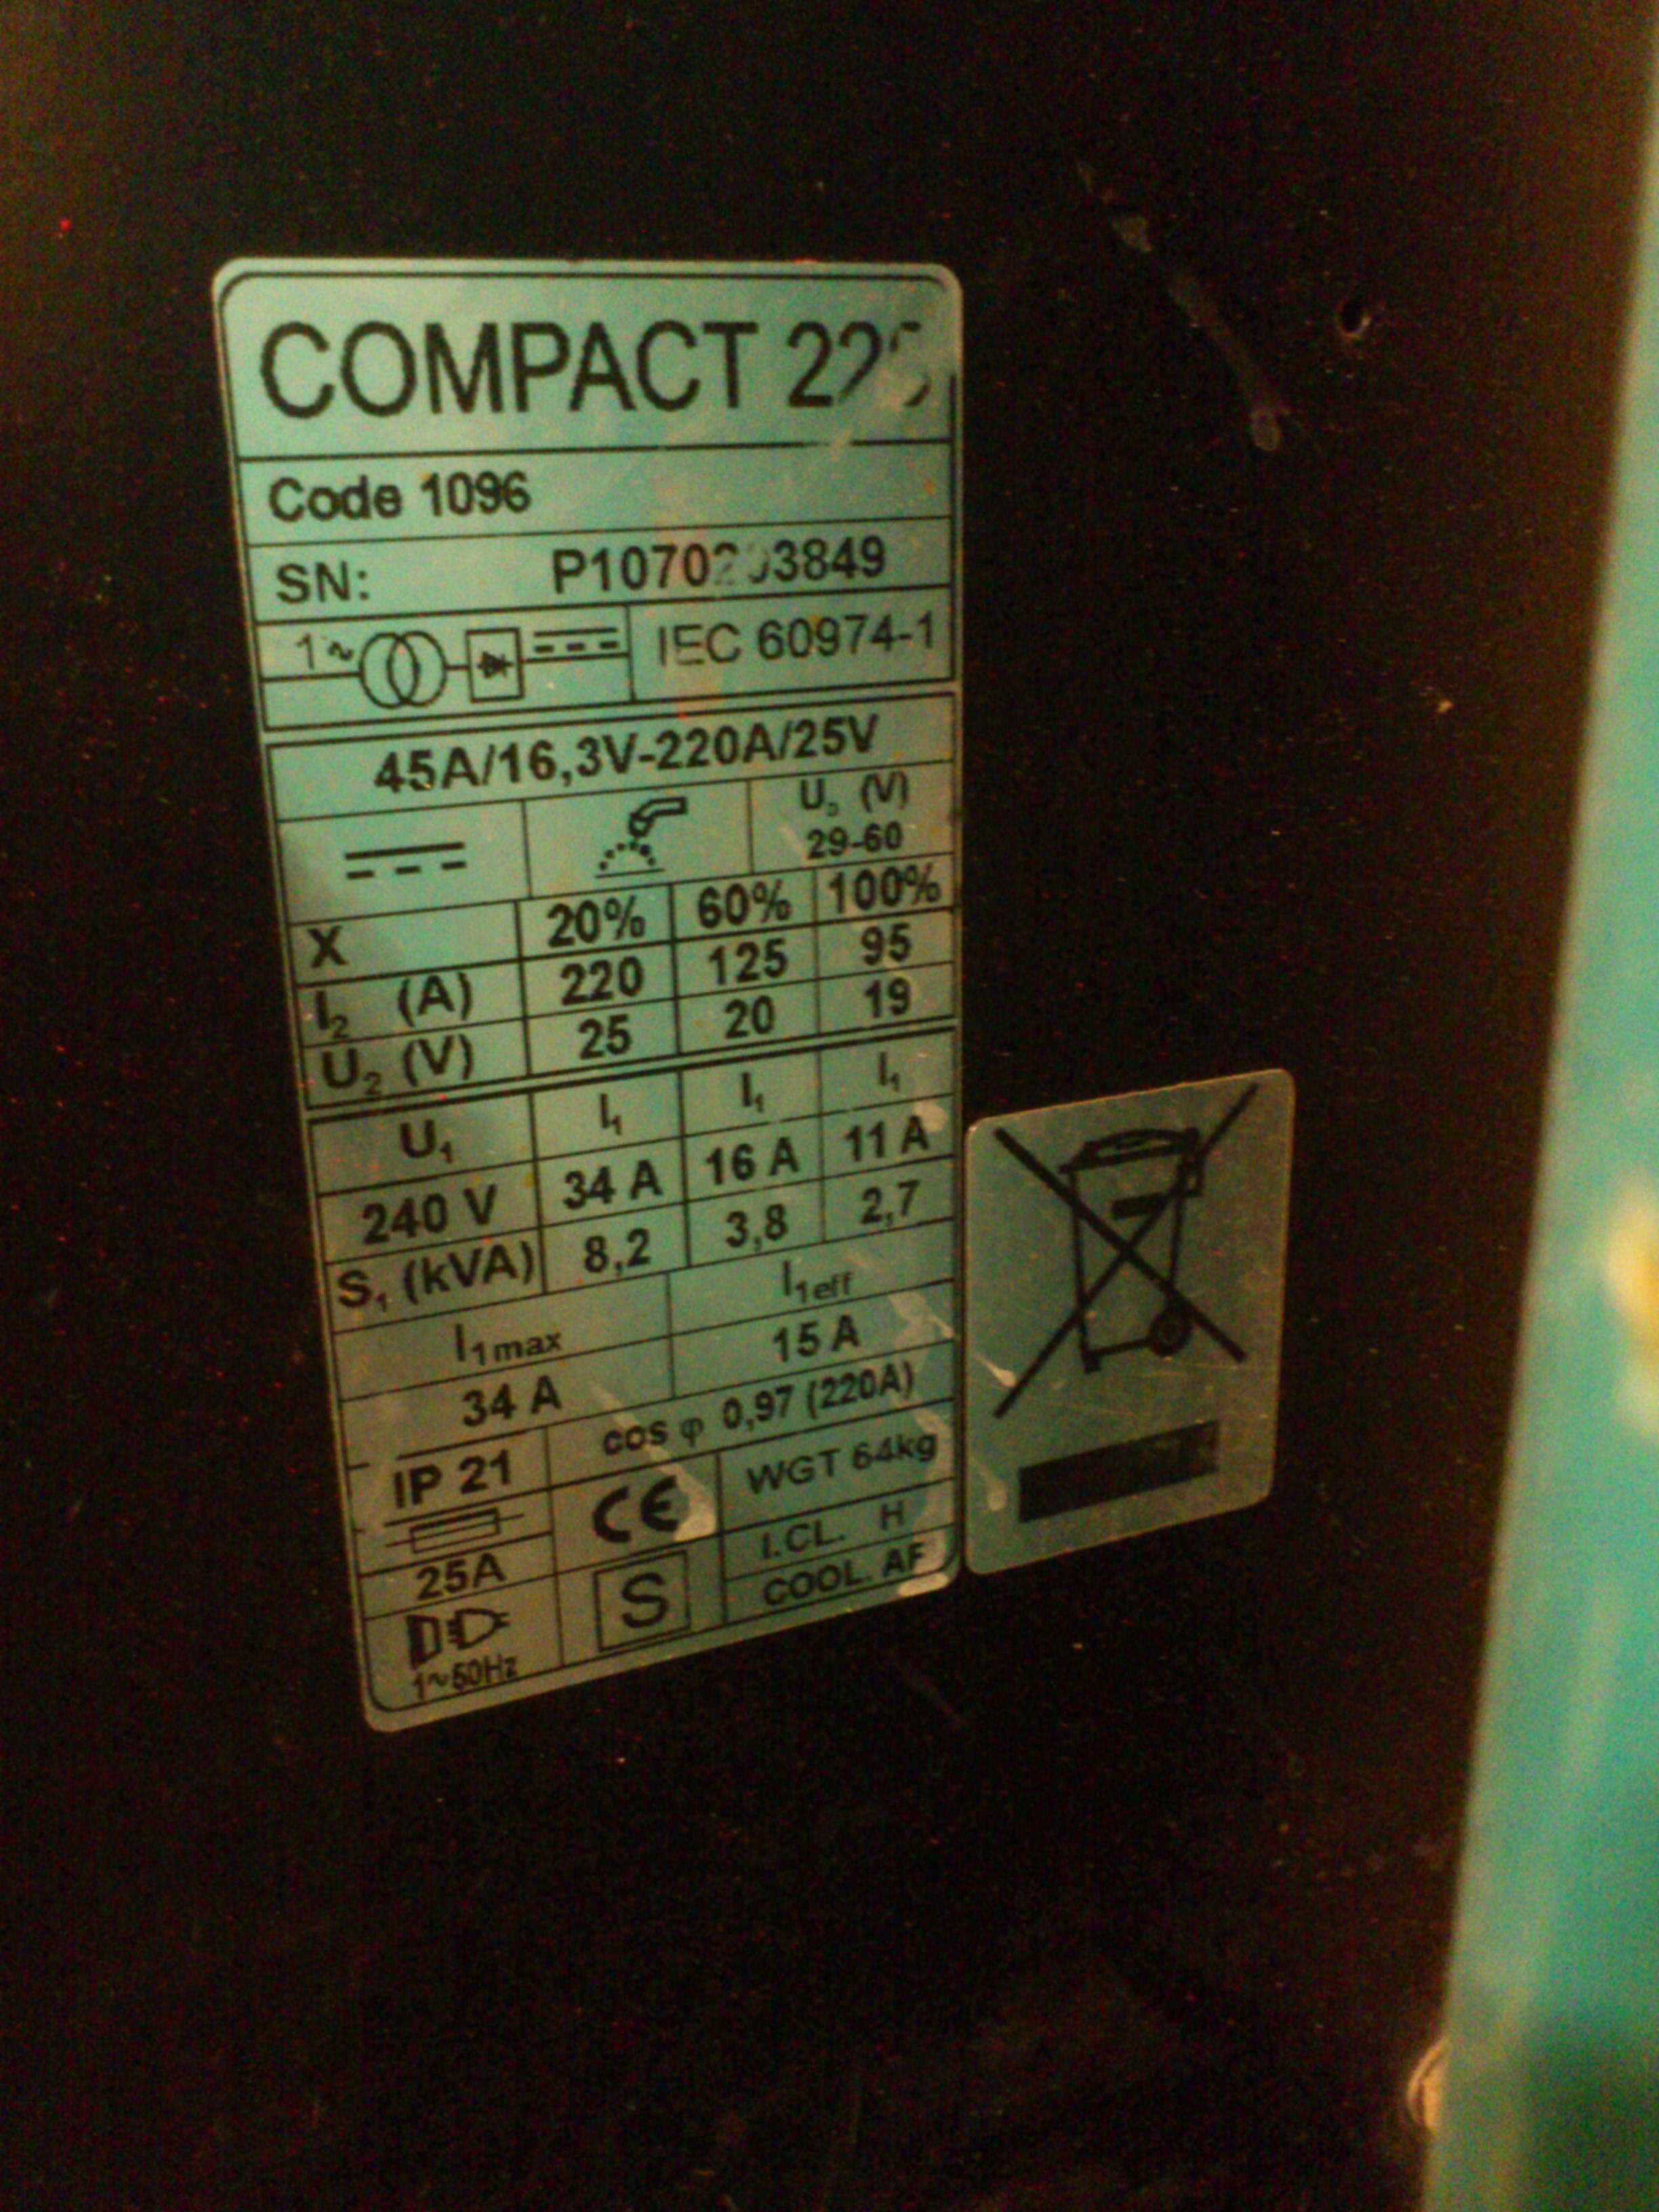 COMPACT 225
Code 1096
SN:
1~ IEC 60974-1
45A/16,3V-220A/25V
U₀ (V)
29-60
X 20% 60% 100%
I₂ (A) 220 125 95
U₂ (V) 25 20 19
U₁ I₁ I₁ I₁
240 V 34 A 16 A 11 A
S₁ (kVA) 8,2 3,8 2,7
I₁max I₁eff
34 A 15 A
cos φ 0,97 (220A)
IP 21 CE WGT 64kg
I.CL. H
25A S COOL. AF
1~50Hz